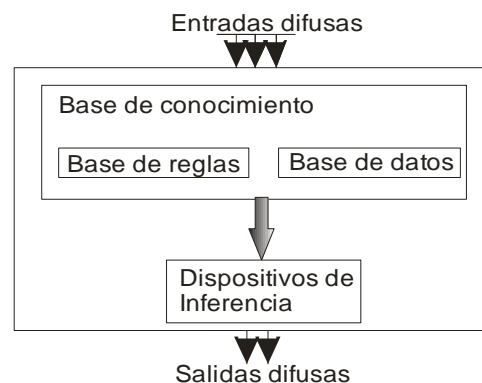 Entradas difusas
Base de conocimiento
Base de reglas
Base de datos
Dispositivos de
Inferencia
Salidas difusas